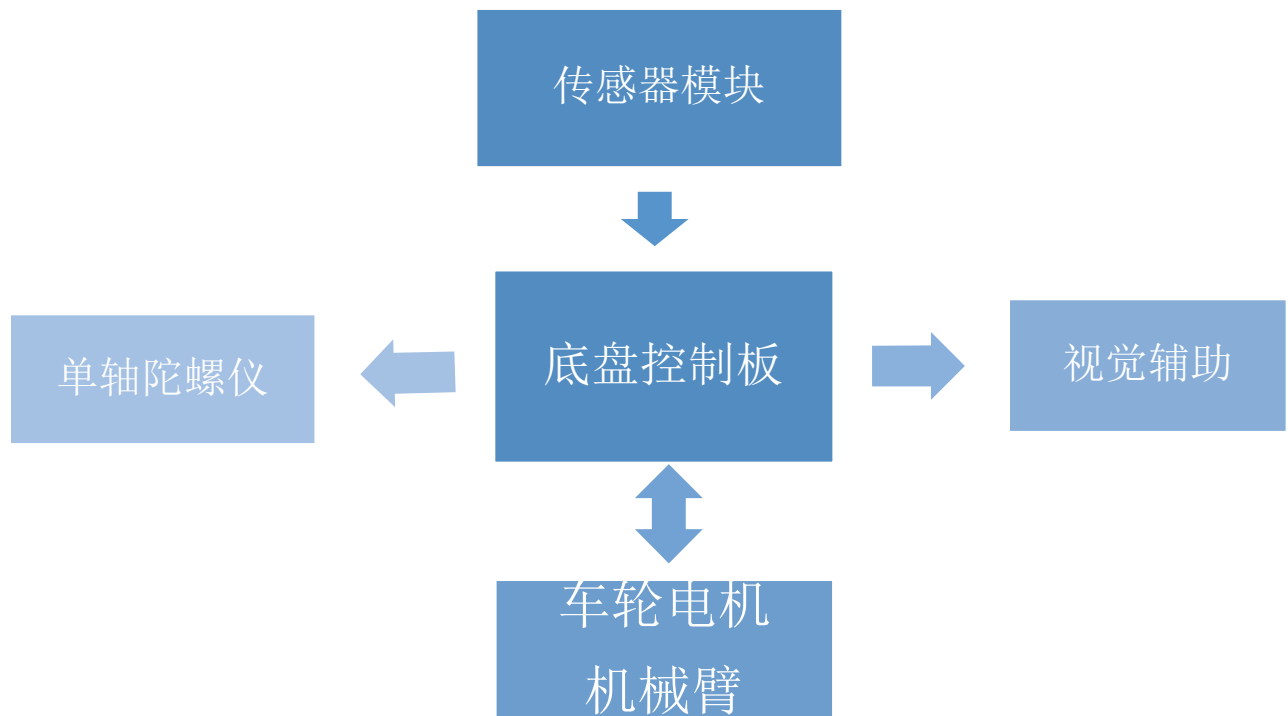 传感器模块
单轴陀螺仪
底盘控制板
视觉辅助
车轮电机
机械臂